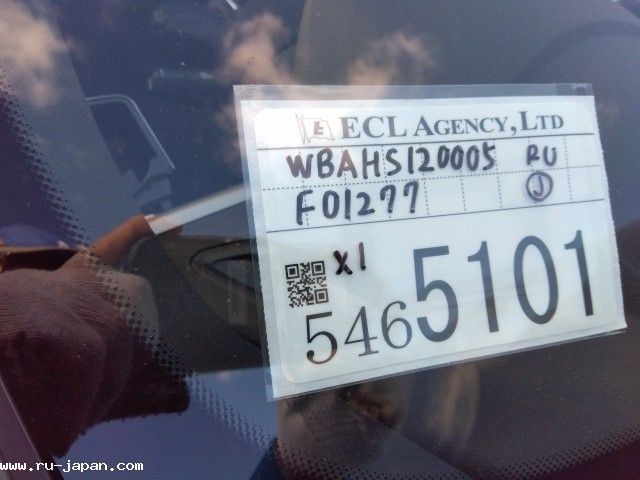 E ECL AGENCY, LTD
WBAHS120005 RU
F01277 J
X1
5465101
www.ru-japan.com